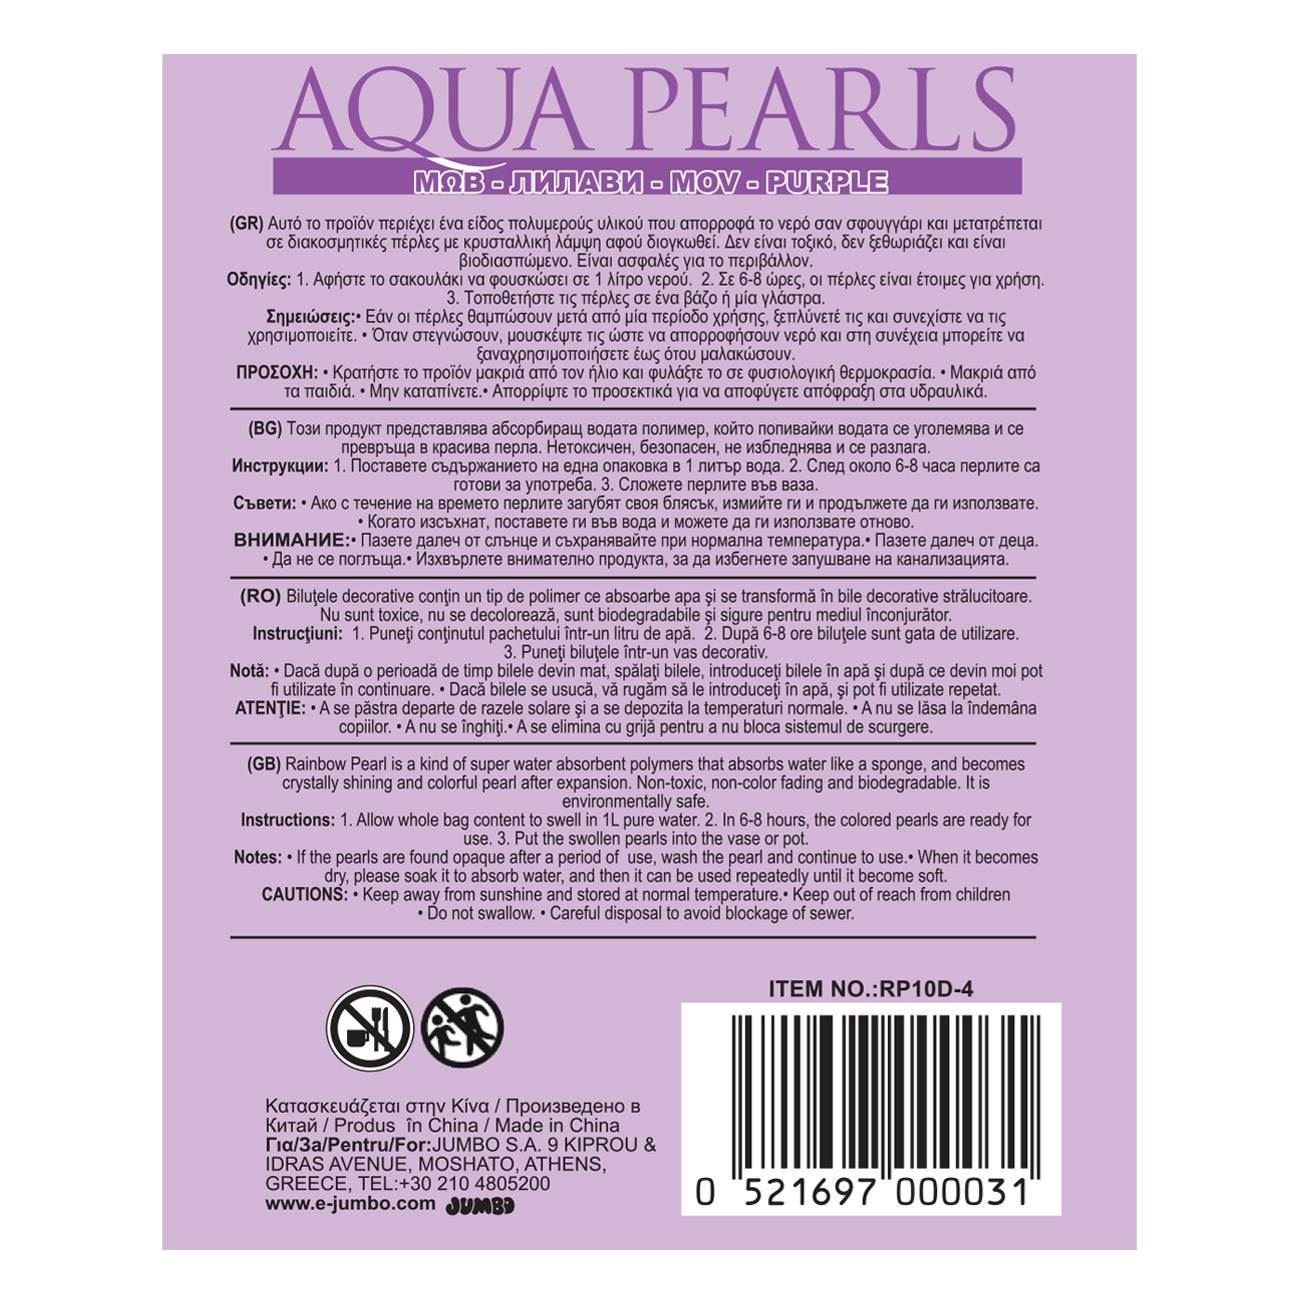 AQUA PEARLS
ΜΩΒ - ЛИЛАВИ - MOV - PURPLE
(GR) Αυτό το προϊόν περιέχει ένα είδος πολυμερούς υλικού που απορροφά το νερό σαν σφουγγάρι και μετατρέπεται
σε διακοσμητικές πέρλες με κρυσταλλική λάμψη αφού διογκωθεί. Δεν είναι τοξικό, δεν ξεθωριάζει και είναι
βιοδιασπώμενο. Είναι ασφαλές για το περιβάλλον.
Οδηγίες: 1. Αφήστε το σακουλάκι να φουσκώσει σε 1 λίτρο νερού. 2. Σε 6-8 ώρες, οι πέρλες είναι έτοιμες για χρήση.
3. Τοποθετήστε τις πέρλες σε ένα βάζο ή μία γλάστρα.
Σημειώσεις:• Εάν οι πέρλες θαμπώσουν μετά από μία περίοδο χρήσης, ξεπλύνετέ τις και συνεχίστε να τις
χρησιμοποιείτε. • Όταν στεγνώσουν, μουσκέψτε τις ώστε να απορροφήσουν νερό και στη συνέχεια μπορείτε να
ξαναχρησιμοποιήσετε έως ότου μαλακώσουν.
ΠΡΟΣΟΧΗ: • Κρατήστε το προϊόν μακριά από τον ήλιο και φυλάξτε το σε φυσιολογική θερμοκρασία. • Μακριά από
τα παιδιά. • Μην καταπίνετε.• Απορρίψτε το προσεκτικά για να αποφύγετε απόφραξη στα υδραυλικά.
(BG) Този продукт представлява абсорбиращ водата полимер, който попивайки водата се уголемява и се
превръща в красива перла. Нетоксичен, безопасен, не избледнява и се разлага.
Инструкции: 1. Поставете съдържанието на една опаковка в 1 литър вода. 2. След около 6-8 часа перлите са
готови за употреба. 3. Сложете перлите във ваза.
Съвети: • Ако с течение на времето перлите загубят своя блясък, измийте ги и продължете да ги използвате.
• Когато изсъхнат, поставете ги във вода и можете да ги използвате отново.
ВНИМАНИЕ:• Пазете далеч от слънце и съхранявайте при нормална температура.• Пазете далеч от деца.
• Да не се поглъща.• Изхвърлете внимателно продукта, за да избегнете запушване на канализацията.
(RO) Biluţele decorative conţin un tip de polimer ce absoarbe apa şi se transformă în bile decorative strălucitoare.
Nu sunt toxice, nu se decolorează, sunt biodegradabile şi sigure pentru mediul înconjurător.
Instrucţiuni: 1. Puneţi conţinutul pachetului într-un litru de apă. 2. După 6-8 ore biluţele sunt gata de utilizare.
3. Puneţi biluţele într-un vas decorativ.
Notă: • Dacă după o perioadă de timp bilele devin mat, spălaţi bilele, introduceţi bilele în apă şi după ce devin moi pot
fi utilizate în continuare. • Dacă bilele se usucă, vă rugăm să le introduceţi în apă, şi pot fi utilizate repetat.
ATENŢIE: • A se păstra departe de razele solare şi a se depozita la temperaturi normale. • A nu se lăsa la îndemâna
copiilor. • A nu se înghiţi.• A se elimina cu grijă pentru a nu bloca sistemul de scurgere.
(GB) Rainbow Pearl is a kind of super water absorbent polymers that absorbs water like a sponge, and becomes
crystally shining and colorful pearl after expansion. Non-toxic, non-color fading and biodegradable. It is
environmentally safe.
Instructions: 1. Allow whole bag content to swell in 1L pure water. 2. In 6-8 hours, the colored pearls are ready for
use. 3. Put the swollen pearls into the vase or pot.
Notes: • If the pearls are found opaque after a period of use, wash the pearl and continue to use.• When it becomes
dry, please soak it to absorb water, and then it can be used repeatedly until it become soft.
CAUTIONS: • Keep away from sunshine and stored at normal temperature.• Keep out of reach from children
• Do not swallow. • Careful disposal to avoid blockage of sewer.
ITEM NO.:RP10D-4
Κατασκευάζεται στην Κίνα / Произведено в
Китай / Produs în China / Made in China
Για/За/Pentru/For:JUMBO S.A. 9 KIPROU &
IDRAS AVENUE, MOSHATO, ATHENS,
GREECE, TEL:+30 210 4805200
www.e-jumbo.com JUMBO
0 521697 000031